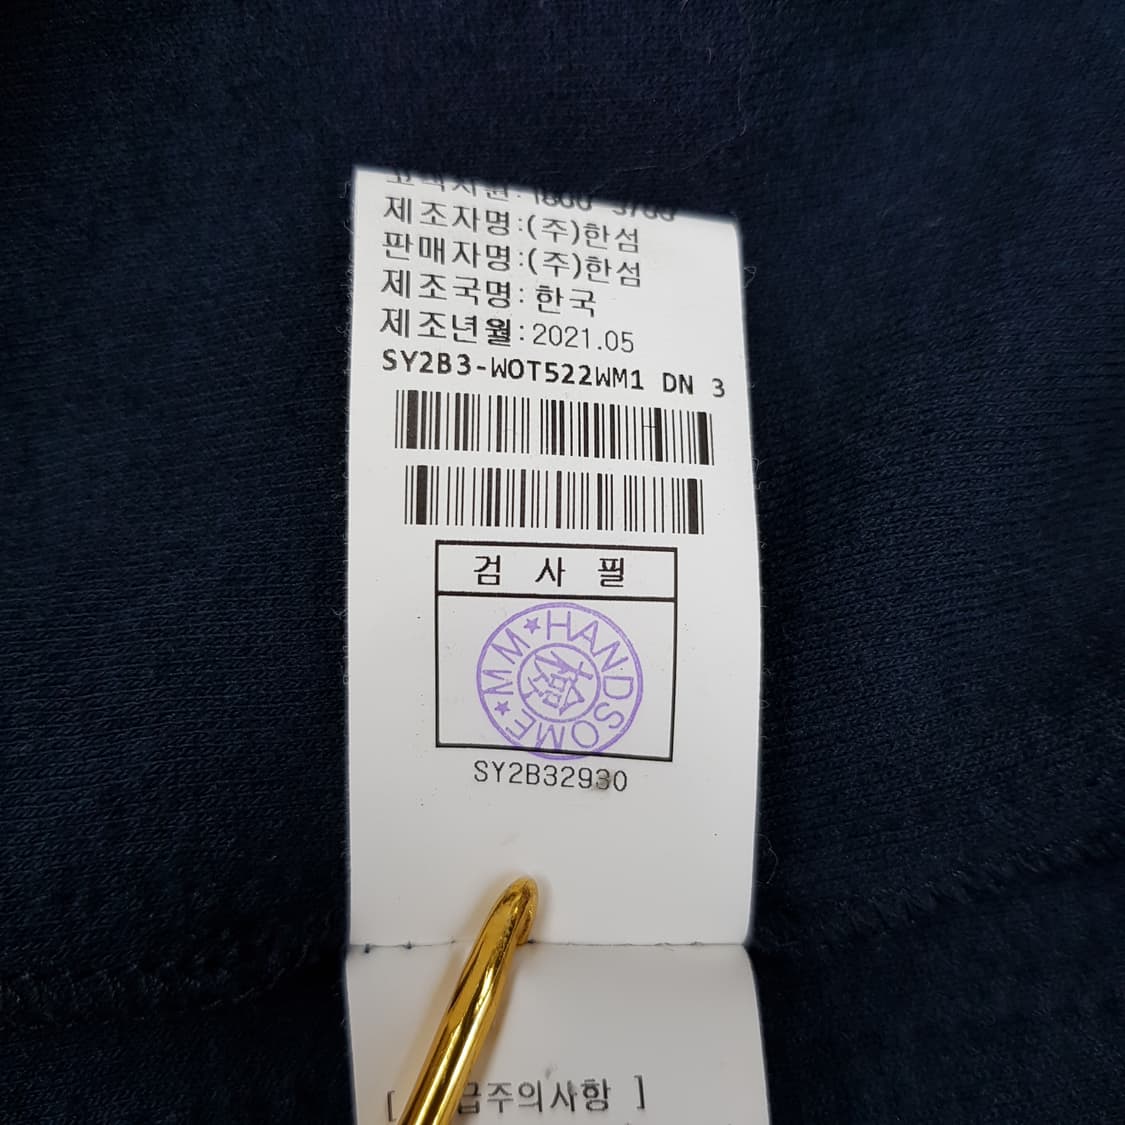 제조자명:(주)한섬
판매자명:(주)한섬
제조국명: 한국
제조년월:2021.05
SY2B3-WOT522WM1 DN 3
검 사 필
★ HANDSOME ★ MM
檢
SY2B32930
[ 급주의사항 ]